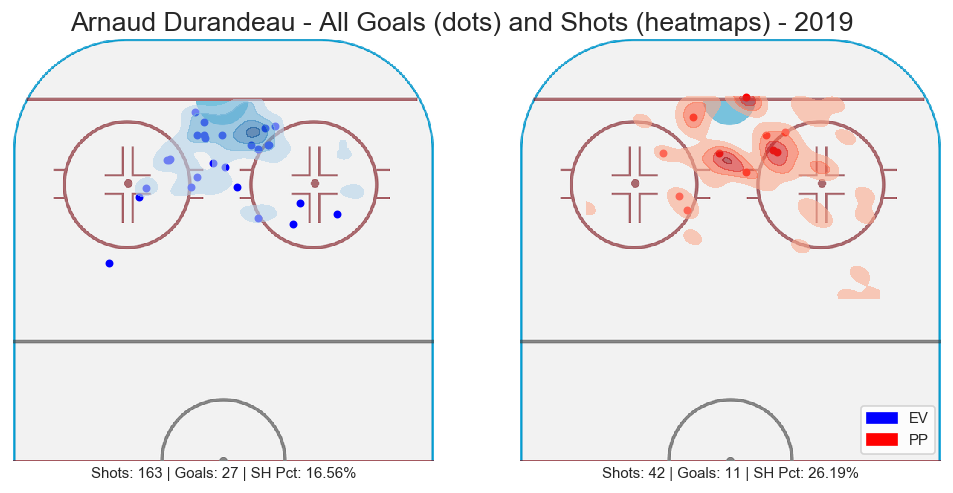 Arnaud Durandeau - All Goals (dots) and Shots (heatmaps) - 2019
EV
PP
Shots: 163 | Goals: 27 | SH Pct: 16.56%
Shots: 42 | Goals: 11 | SH Pct: 26.19%